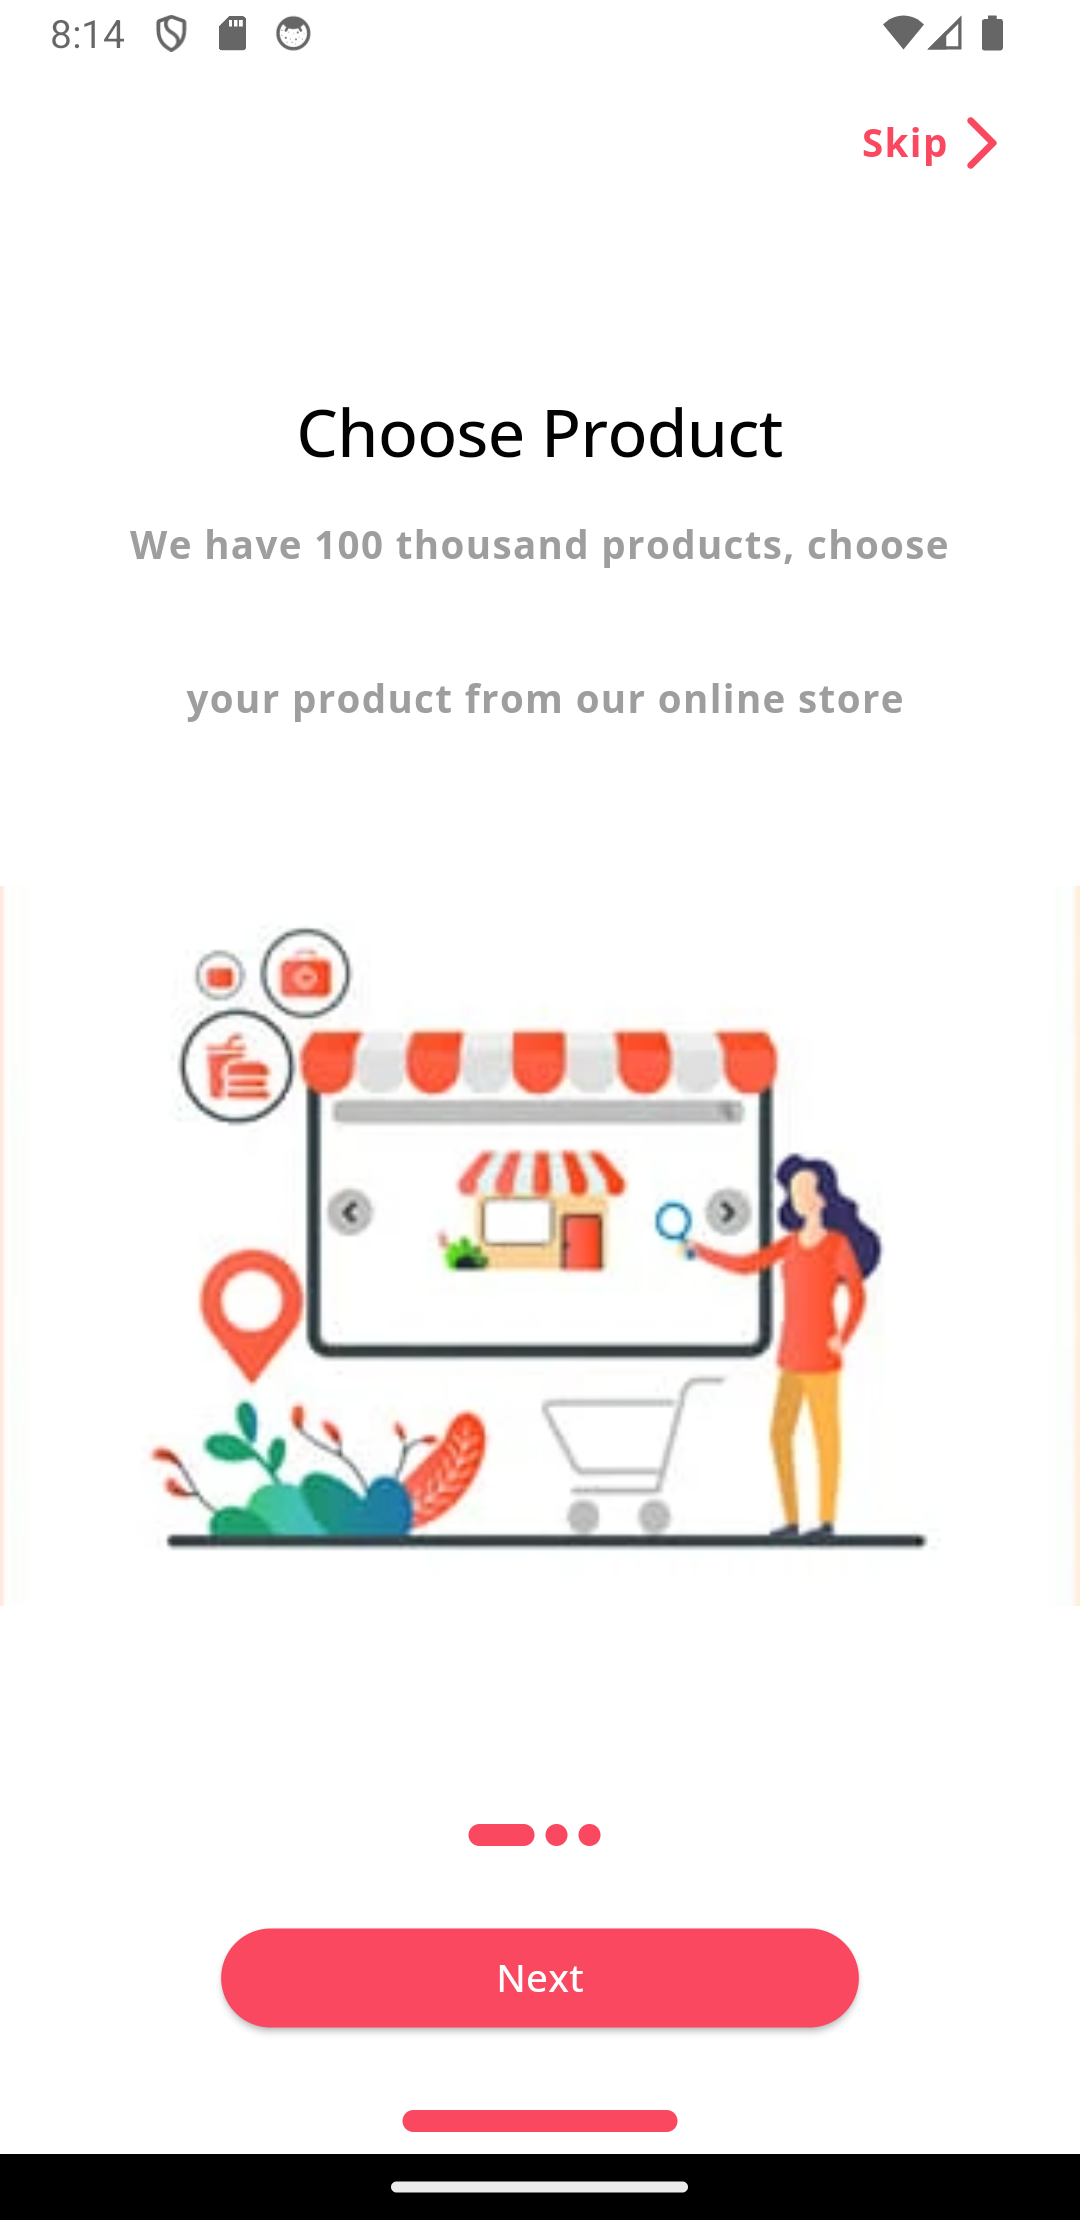 8:14
Skip
Choose Product
We have 100 thousand products, choose
your product from our online store
Next